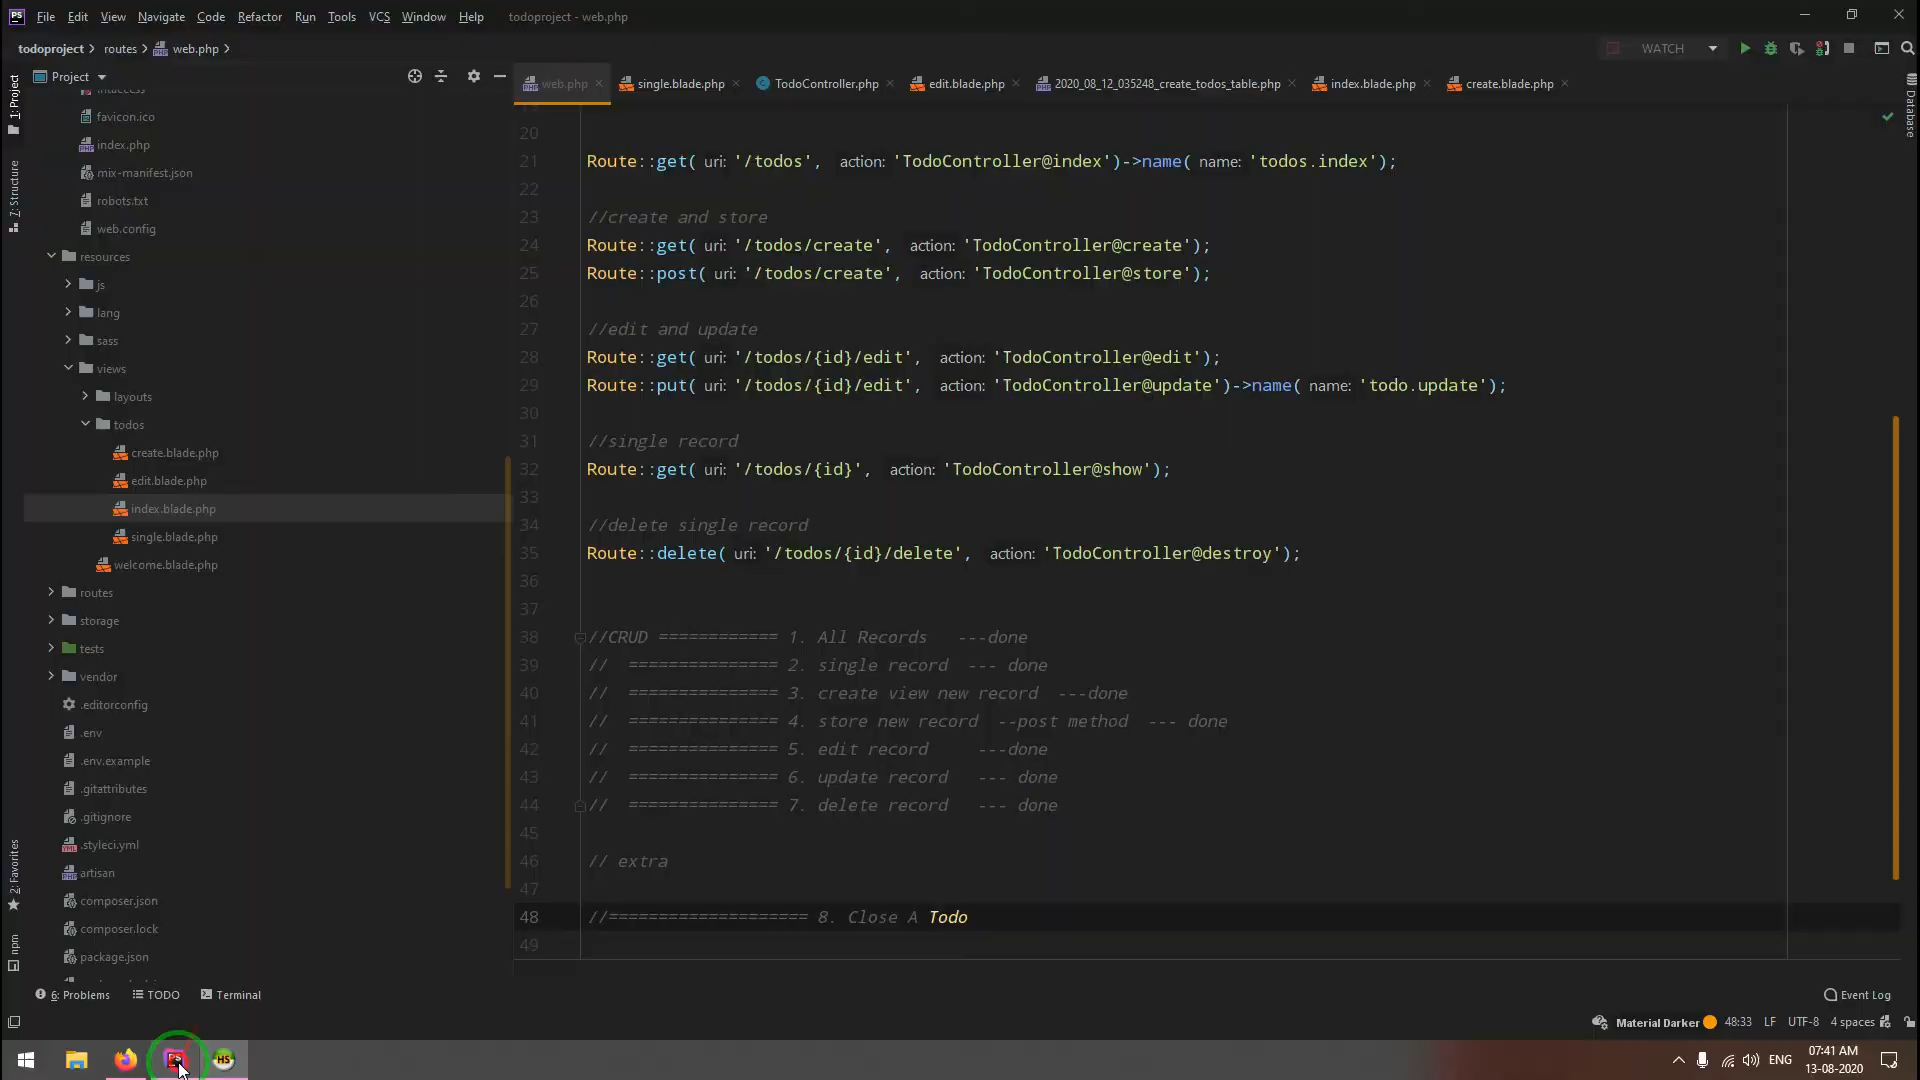 PS File Edit View Navigate Code Refactor Run Tools VCS Window Help todoproject - web.php
todoproject routes web.php WATCH
Project
web.php single.blade.php TodoController.php edit.blade.php 2020_08_12_035248_create_todos_table.php index.blade.php create.blade.php
1: Project
7: Structure
2: Favorites
npm
Database
favicon.ico
index.php
mix-manifest.json
robots.txt
web.config
resources
js
lang
sass
views
layouts
todos
create.blade.php
edit.blade.php
index.blade.php
single.blade.php
welcome.blade.php
routes
storage
tests
vendor
.editorconfig
.env
.env.example
.gitattributes
.gitignore
.styleci.yml
artisan
composer.json
composer.lock
package.json
20
21 Route::get( uri: '/todos', action: 'TodoController@index')->name( name: 'todos.index');
22
23 //create and store
24 Route::get( uri: '/todos/create', action: 'TodoController@create');
25 Route::post( uri: '/todos/create', action: 'TodoController@store');
26
27 //edit and update
28 Route::get( uri: '/todos/{id}/edit', action: 'TodoController@edit');
29 Route::put( uri: '/todos/{id}/edit', action: 'TodoController@update')->name( name: 'todo.update');
30
31 //single record
32 Route::get( uri: '/todos/{id}', action: 'TodoController@show');
33
34 //delete single record
35 Route::delete( uri: '/todos/{id}/delete', action: 'TodoController@destroy');
36
37
38 //CRUD ============ 1. All Records ---done
39 // =============== 2. single record --- done
40 // =============== 3. create view new record ---done
41 // =============== 4. store new record --post method --- done
42 // =============== 5. edit record ---done
43 // =============== 6. update record --- done
44 // =============== 7. delete record --- done
45
46 // extra
47
48 //==================== 8. Close A Todo
49
6: Problems TODO Terminal Event Log
Material Darker 48:33 LF UTF-8 4 spaces
PS HS ENG 07:41 AM
13-08-2020